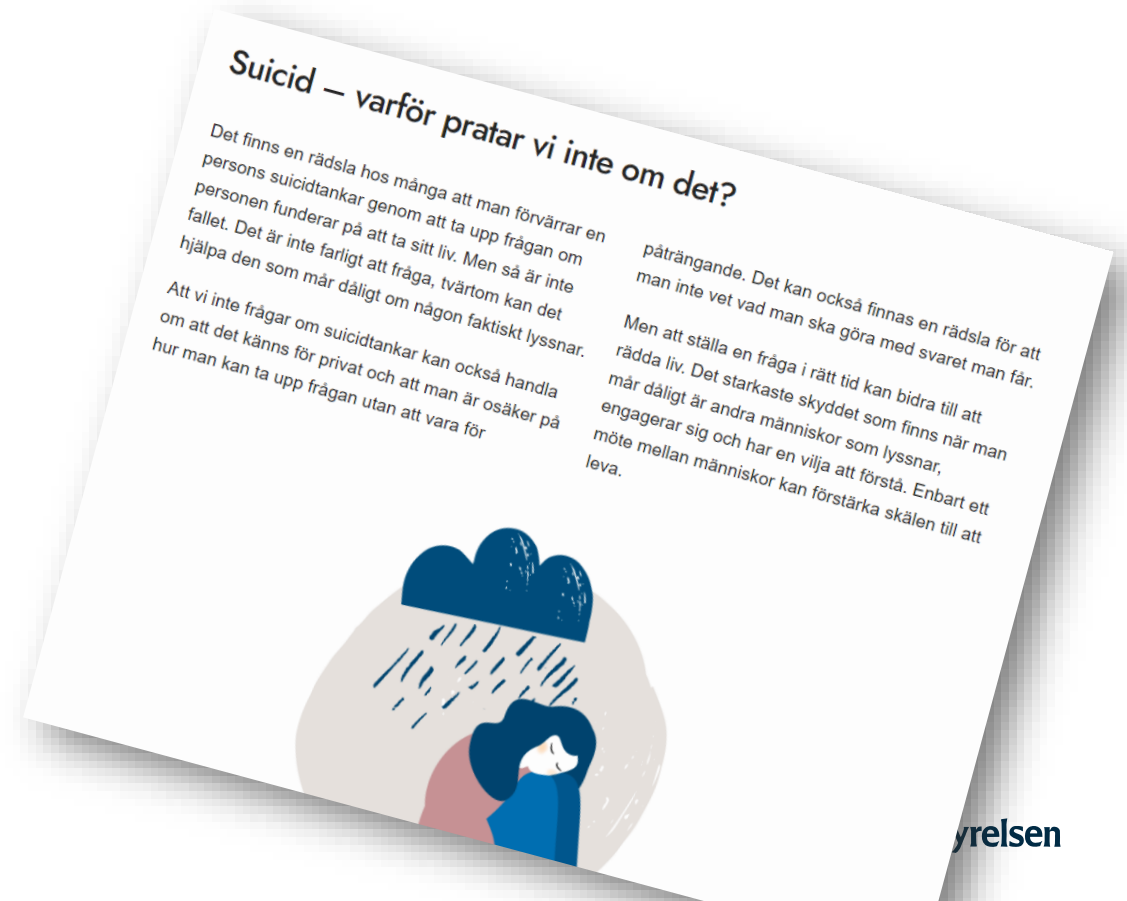 Suicid – varför pratar vi inte om det?
Det finns en rädsla hos många att man förvärrar en
persons suicidtankar genom att ta upp frågan om
personen funderar på att ta sitt liv. Men så är inte
fallet. Det är inte farligt att fråga, tvärtom kan det
hjälpa den som mår dåligt om någon faktiskt lyssnar.
Att vi inte frågar om suicidtankar kan också handla
om att det känns för privat och att man är osäker på
hur man kan ta upp frågan utan att vara för
påträngande. Det kan också finnas en rädsla för att
man inte vet vad man ska göra med svaret man får.
Men att ställa en fråga i rätt tid kan bidra till att
rädda liv. Det starkaste skyddet som finns när man
mår dåligt är andra människor som lyssnar,
engagerar sig och har en vilja att förstå. Enbart ett
möte mellan människor kan förstärka skälen till att
leva.
yrelsen